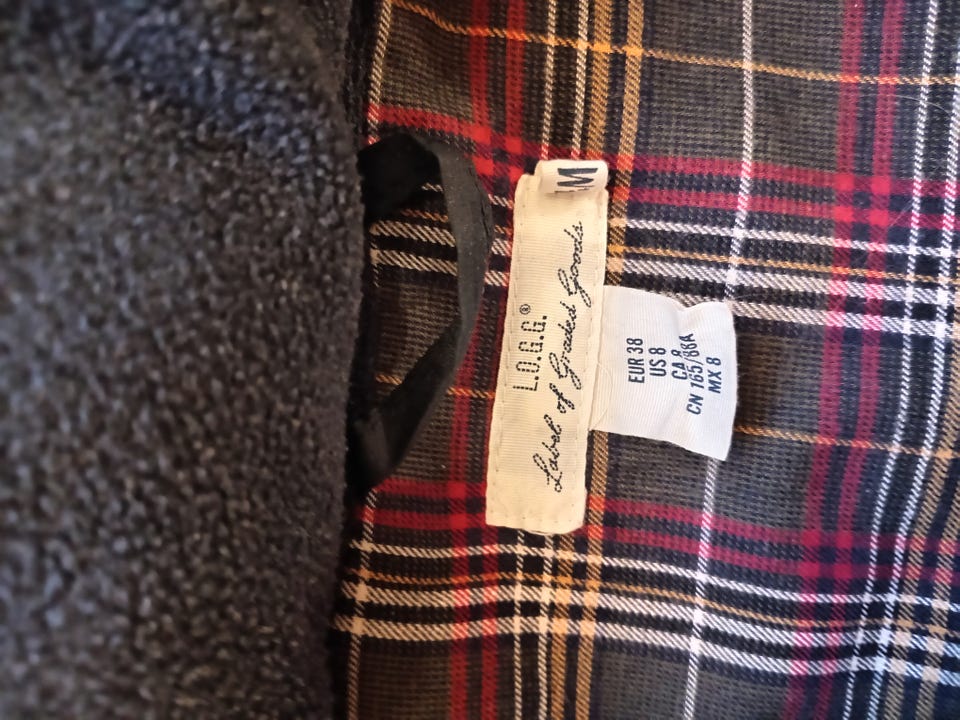 M
L.O.G.G.®
Label of Graded Goods
EUR 38
US 8
CA 8
CN 165/88A
MX 8